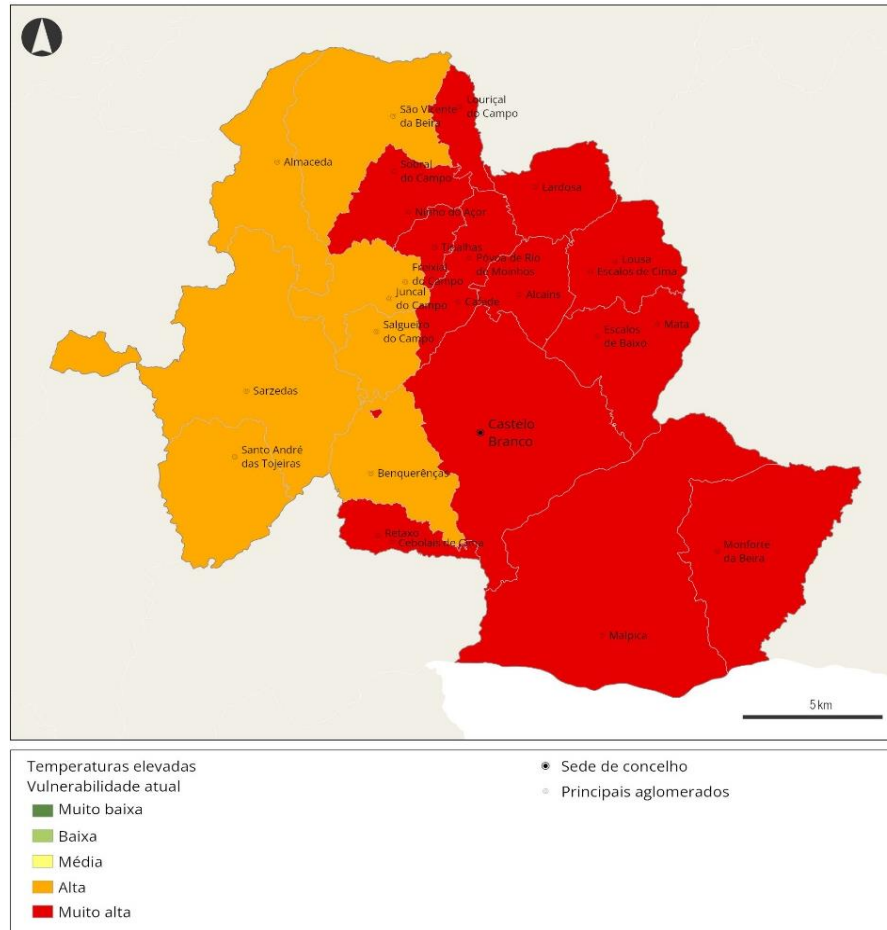 Louriçal
do Campo
São Vicente
da Beira
Almaceda
Sobral
do Campo
Lardosa
Ninho do Açor
Tinalhas
Póvoa de Rio
de Moinhos
Lousa
Escalos de Cima
Freixial
do Campo
Juncal
do Campo
Cafede
Alcains
Salgueiro
do Campo
Escalos
de Baixo
Mata
Sarzedas
Castelo
Branco
Santo André
das Tojeiras
Benquerênças
Retaxo
Cebolais de Cima
Monforte
da Beira
Malpica
5 km
Temperaturas elevadas
Vulnerabilidade atual
Muito baixa
Baixa
Média
Alta
Muito alta
Sede de concelho
Principais aglomerados